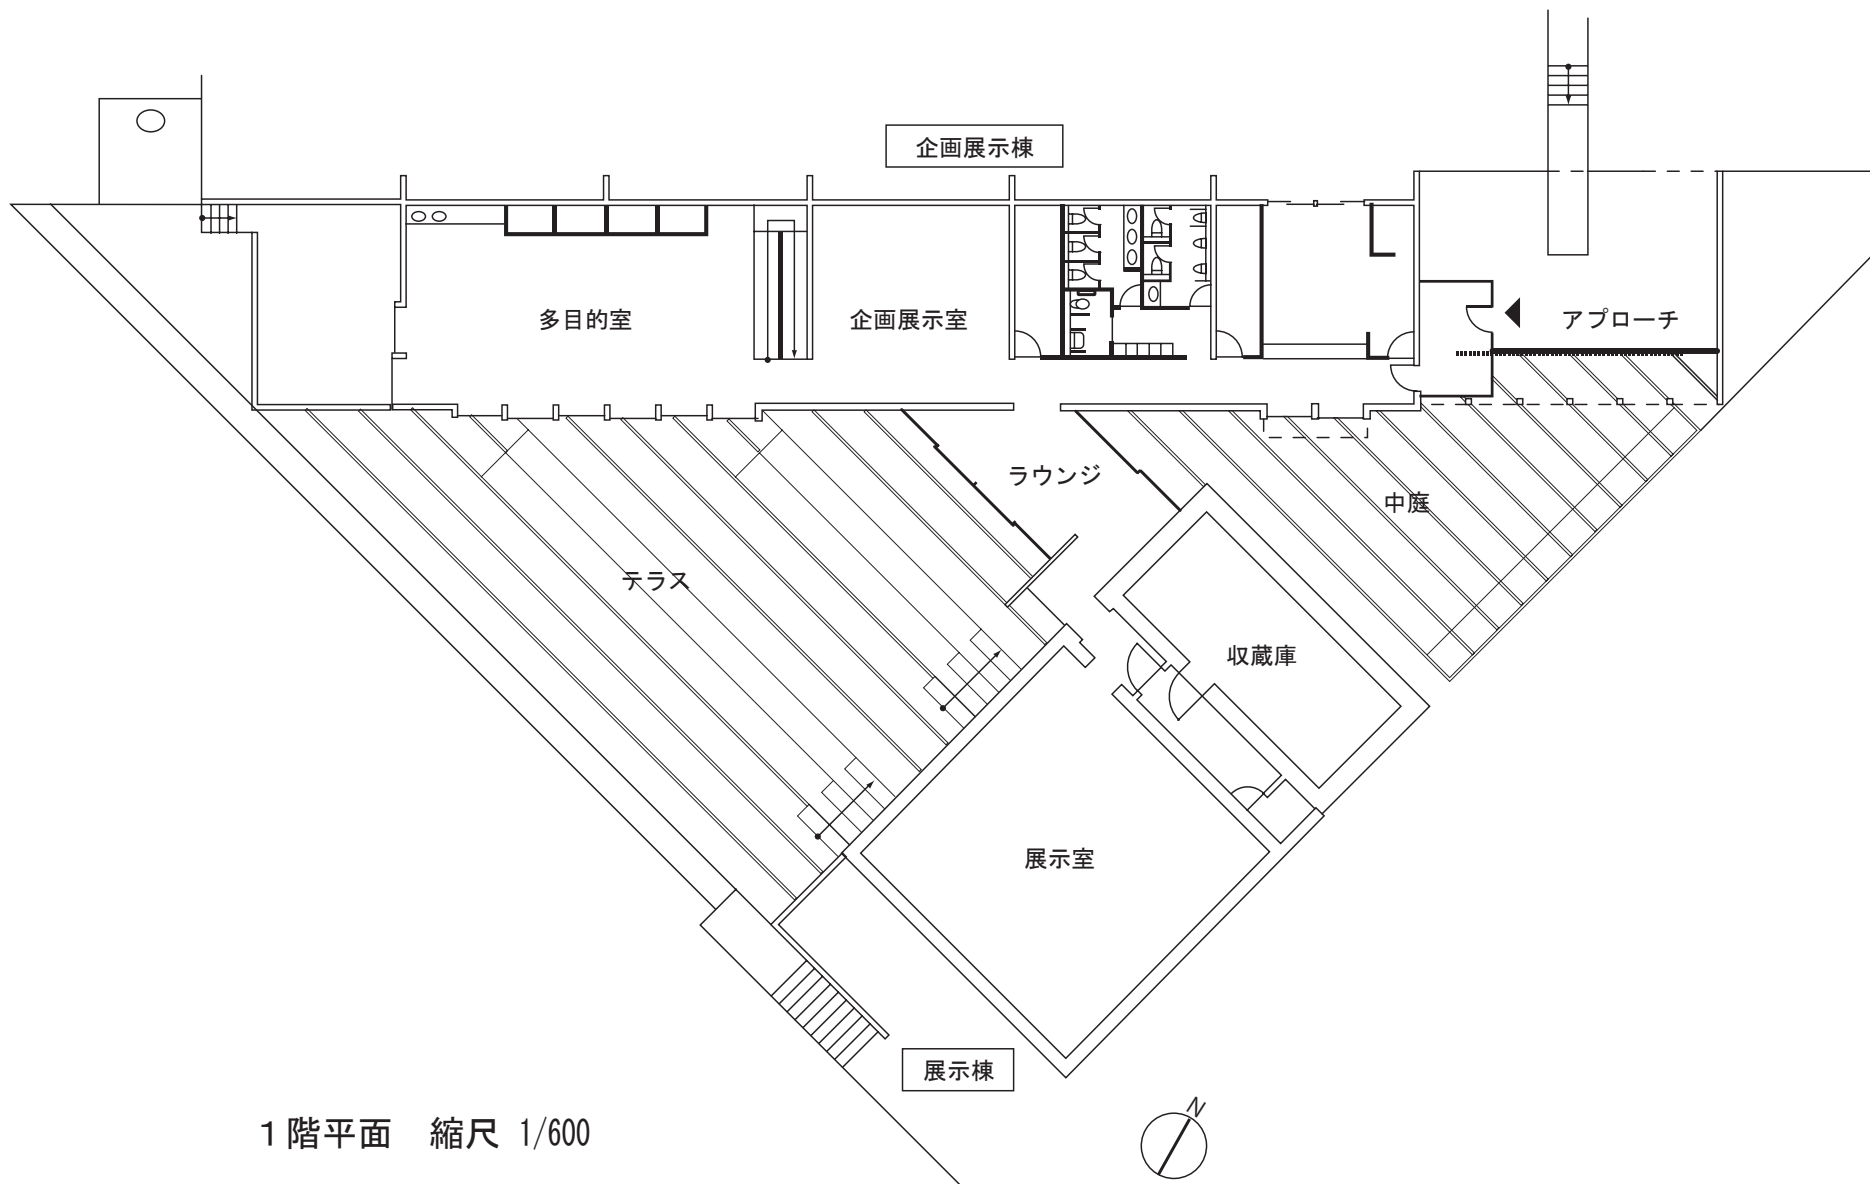 企画展示棟
多目的室
企画展示室
アプローチ
ラウンジ
中庭
テラス
収蔵庫
展示室
展示棟
N
1階平面　縮尺 1/600